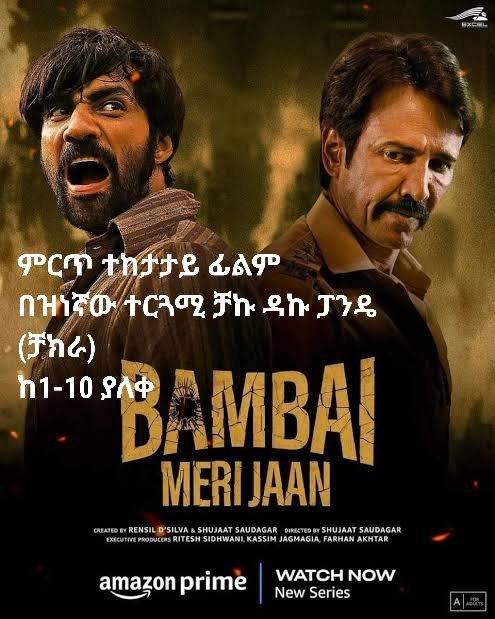 EXCEL
ምርጥ ተከታታይ ፊልም
በዝነኛው ተርጓሚ ቻኩ ዳኩ ፓንዴ
(ቻክራ)
ከ1-10 ያለቀ
BAMBAI
MERI JAAN
CREATED BY RENSIL D'SILVA & SHUJAAT SAUDAGAR DIRECTED BY SHUJAAT SAUDAGAR
EXECUTIVE PRODUCERS RITESH SIDHWANI, KASSIM JAGMAGIA, FARHAN AKHTAR
amazon prime
WATCH NOW
New Series
A FOR ADULTS